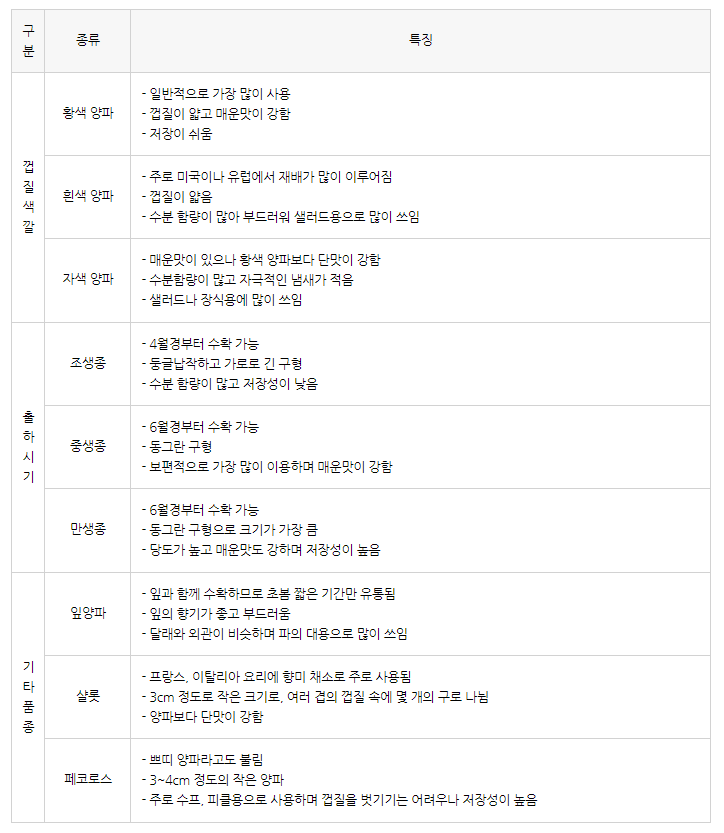 구분 종류 특징
껍질색깔
황색 양파
- 일반적으로 가장 많이 사용
- 껍질이 얇고 매운맛이 강함
- 저장이 쉬움
흰색 양파
- 주로 미국이나 유럽에서 재배가 많이 이루어짐
- 껍질이 얇음
- 수분 함량이 많아 부드러워 샐러드용으로 많이 쓰임
자색 양파
- 매운맛이 있으나 황색 양파보다 단맛이 강함
- 수분함량이 많고 자극적인 냄새가 적음
- 샐러드나 장식용에 많이 쓰임
출하시기
조생종
- 4월경부터 수확 가능
- 둥글납작하고 가로로 긴 구형
- 수분 함량이 많고 저장성이 낮음
중생종
- 6월경부터 수확 가능
- 동그란 구형
- 보편적으로 가장 많이 이용하며 매운맛이 강함
만생종
- 6월경부터 수확 가능
- 동그란 구형으로 크기가 가장 큼
- 당도가 높고 매운맛도 강하며 저장성이 높음
기타품종
잎양파
- 잎과 함께 수확하므로 초봄 짧은 기간만 유통됨
- 잎의 향기가 좋고 부드러움
- 달래와 외관이 비슷하며 파의 대용으로 많이 쓰임
샬롯
- 프랑스, 이탈리아 요리에 향미 채소로 주로 사용됨
- 3cm 정도로 작은 크기로, 여러 겹의 껍질 속에 몇 개의 구로 나뉨
- 양파보다 단맛이 강함
페코로스
- 쁘띠 양파라고도 불림
- 3~4cm 정도의 작은 양파
- 주로 수프, 피클용으로 사용하며 껍질을 벗기기는 어려우나 저장성이 높음